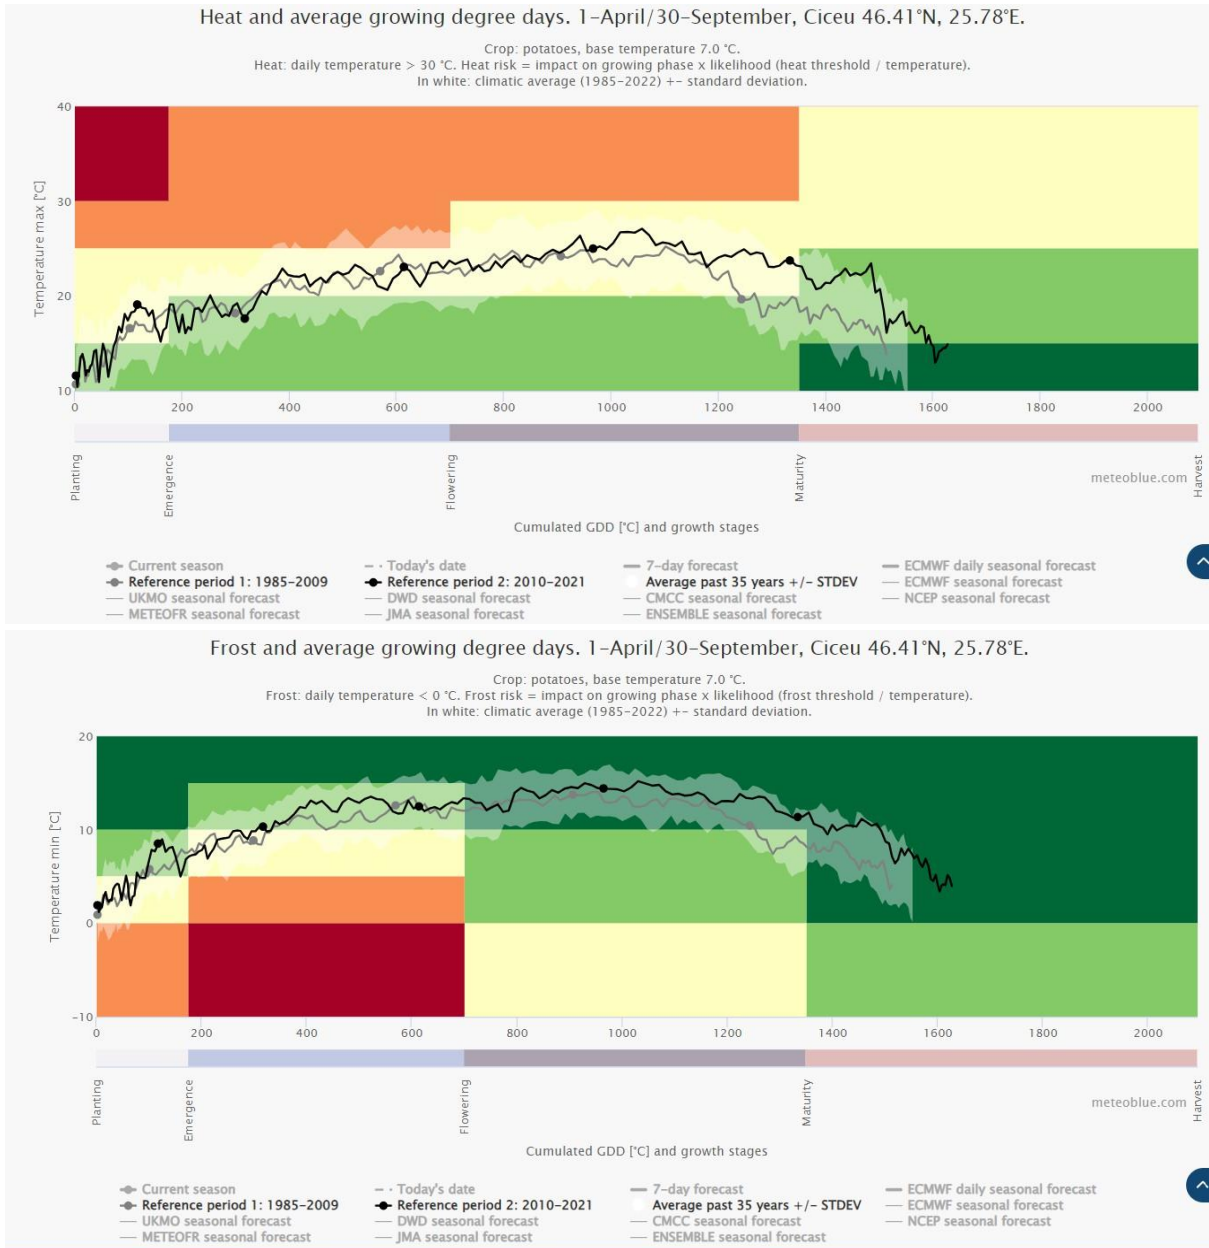 Heat and average growing degree days. 1-April/30-September, Ciceu 46.41°N, 25.78°E.
Crop: potatoes, base temperature 7.0 °C.
Heat: daily temperature > 30 °C. Heat risk = impact on growing phase x likelihood (heat threshold / temperature).
In white: climatic average (1985-2022) +- standard deviation.
Temperature max [°C]
40
30
20
10
0 200 400 600 800 1000 1200 1400 1600 1800 2000
Planting
Emergence
Flowering
Maturity
Harvest
meteoblue.com
Cumulated GDD [°C] and growth stages
Current season Today's date 7-day forecast ECMWF daily seasonal forecast
Reference period 1: 1985-2009 Reference period 2: 2010-2021 Average past 35 years +/- STDEV ECMWF seasonal forecast
UKMO seasonal forecast DWD seasonal forecast CMCC seasonal forecast NCEP seasonal forecast
METEOFR seasonal forecast JMA seasonal forecast ENSEMBLE seasonal forecast
Frost and average growing degree days. 1-April/30-September, Ciceu 46.41°N, 25.78°E.
Crop: potatoes, base temperature 7.0 °C.
Frost: daily temperature < 0 °C. Frost risk = impact on growing phase x likelihood (frost threshold / temperature).
In white: climatic average (1985-2022) +- standard deviation.
Temperature min [°C]
20
10
0
-10
0 200 400 600 800 1000 1200 1400 1600 1800 2000
Planting
Emergence
Flowering
Maturity
Harvest
meteoblue.com
Cumulated GDD [°C] and growth stages
Current season Today's date 7-day forecast ECMWF daily seasonal forecast
Reference period 1: 1985-2009 Reference period 2: 2010-2021 Average past 35 years +/- STDEV ECMWF seasonal forecast
UKMO seasonal forecast DWD seasonal forecast CMCC seasonal forecast NCEP seasonal forecast
METEOFR seasonal forecast JMA seasonal forecast ENSEMBLE seasonal forecast